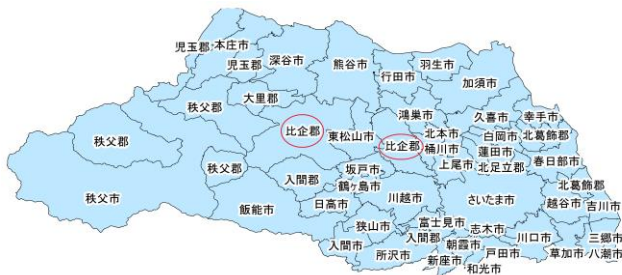 児玉郡
本庄市
児玉郡
深谷市
熊谷市
行田市
羽生市
加須市
秩父郡
大里郡
鴻巣市
久喜市
幸手市
秩父郡
比企郡
東松山市
比企郡
北本市
桶川市
白岡市
北葛飾郡
蓮田市
上尾市
北足立郡
春日部市
秩父郡
入間郡
坂戸市
鶴ヶ島市
北葛飾郡
秩父市
飯能市
日高市
川越市
さいたま市
越谷市
吉川市
狭山市
富士見市
入間郡
志木市
入間市
所沢市
朝霞市
新座市
和光市
戸田市
川口市
草加市
三郷市
八潮市